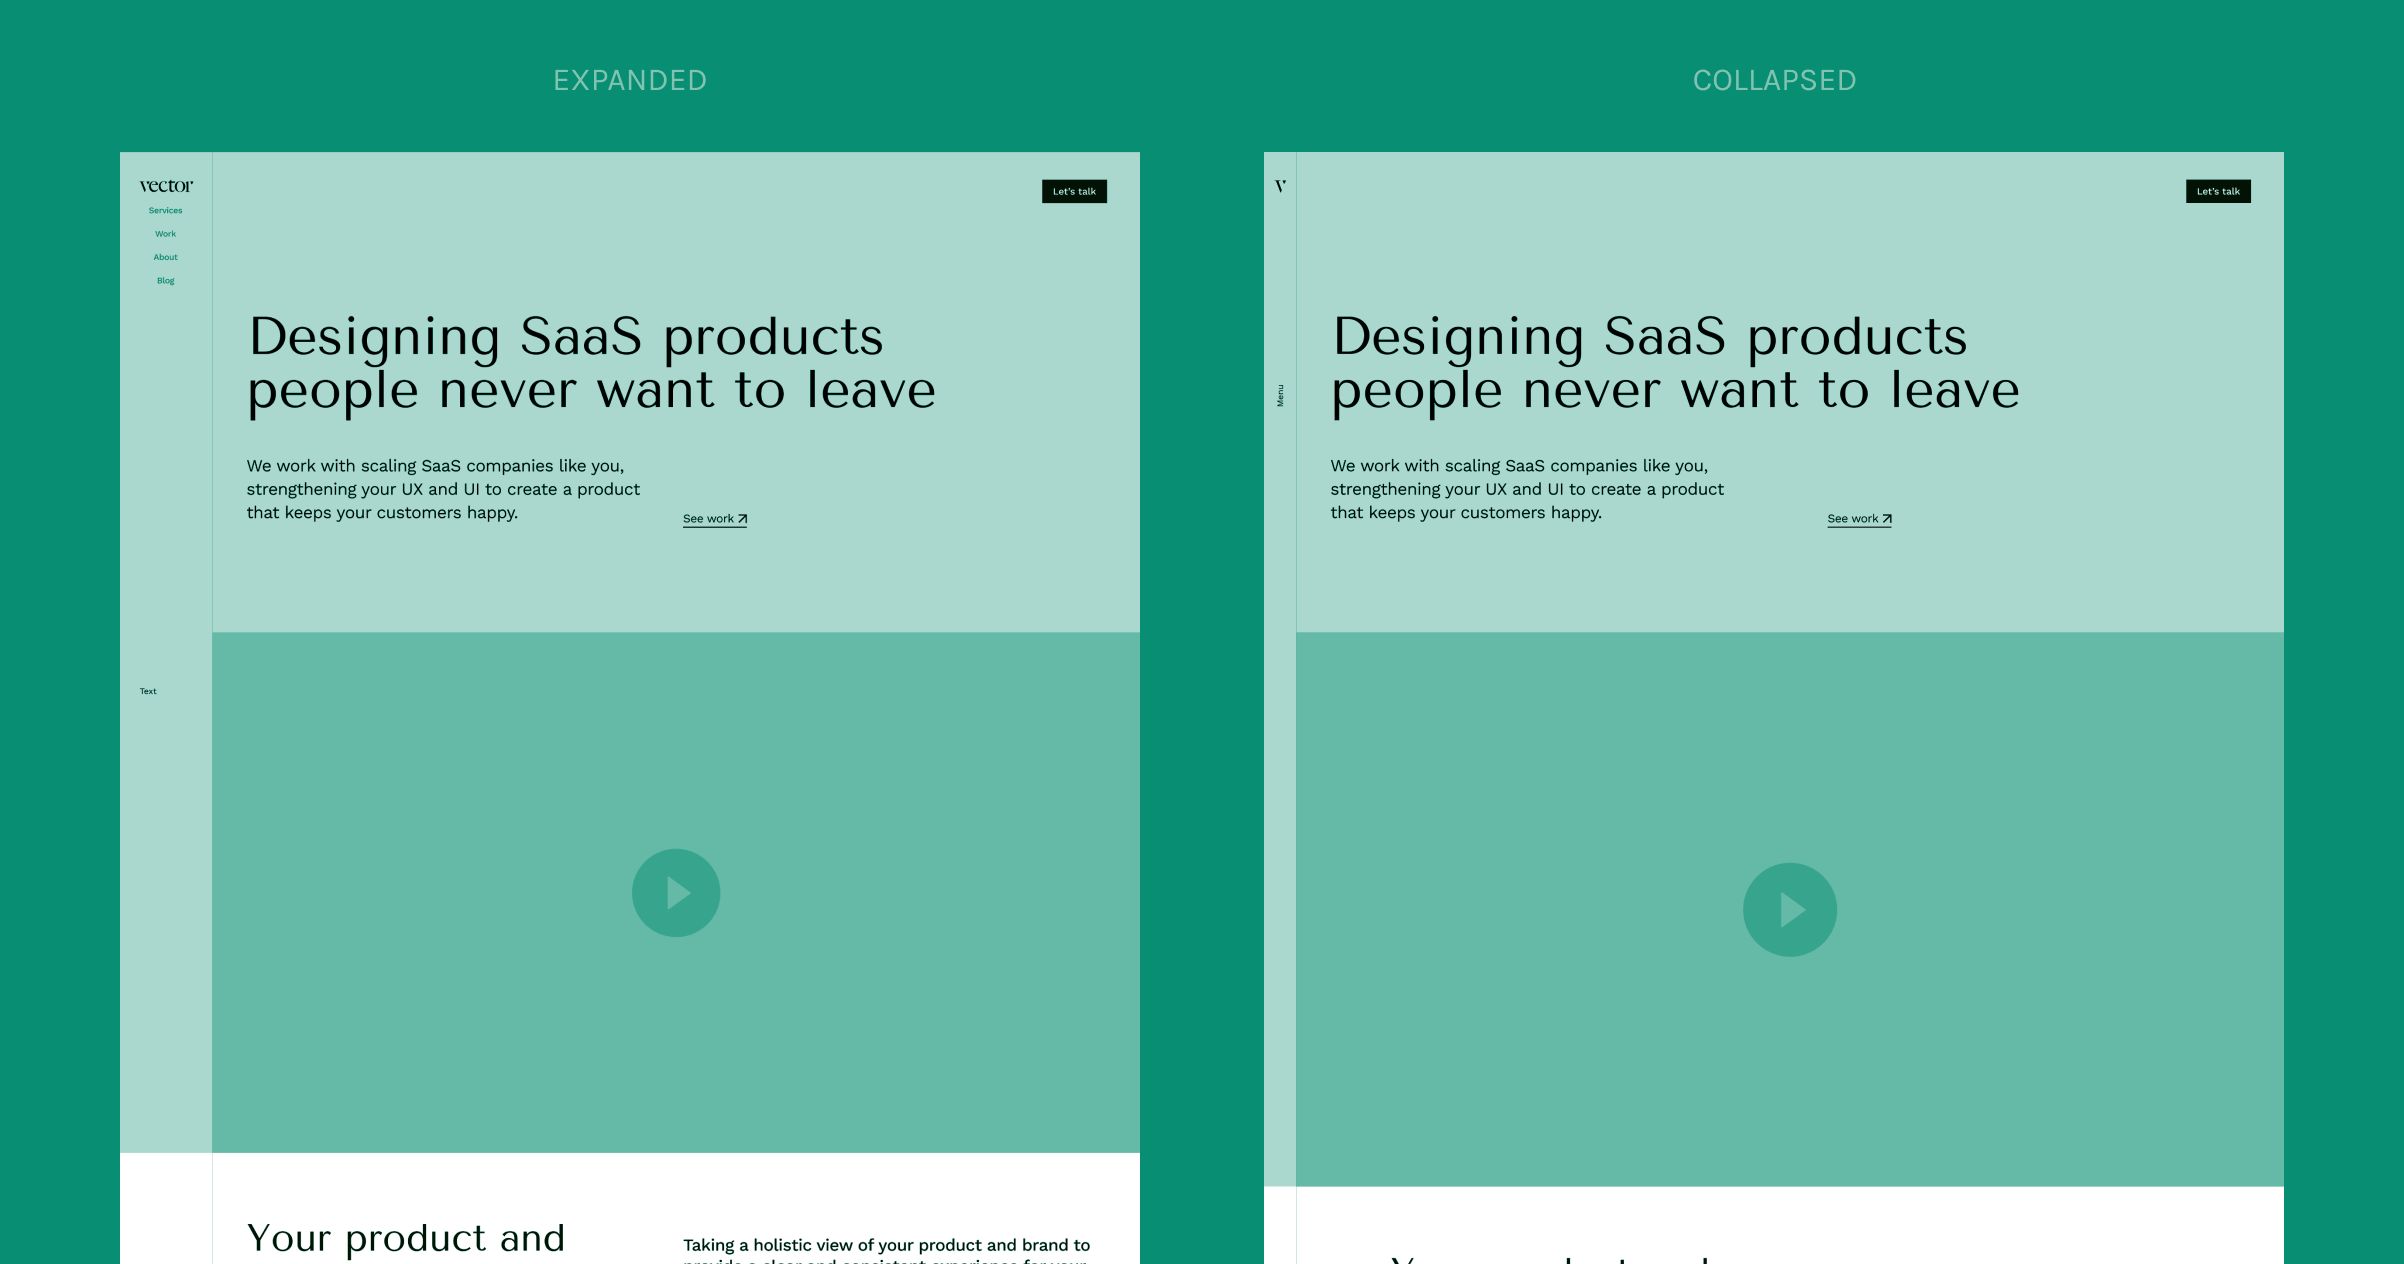 EXPANDED
vector
Services
Work
About
Blog
Let's talk
Designing SaaS products
people never want to leave
We work with scaling SaaS companies like you,
strengthening your UX and UI to create a product
that keeps your customers happy.
See work
Text
Your product and
Taking a holistic view of your product and brand to
COLLAPSED
V
Let's talk
Menu
Designing SaaS products
people never want to leave
We work with scaling SaaS companies like you,
strengthening your UX and UI to create a product
that keeps your customers happy.
See work